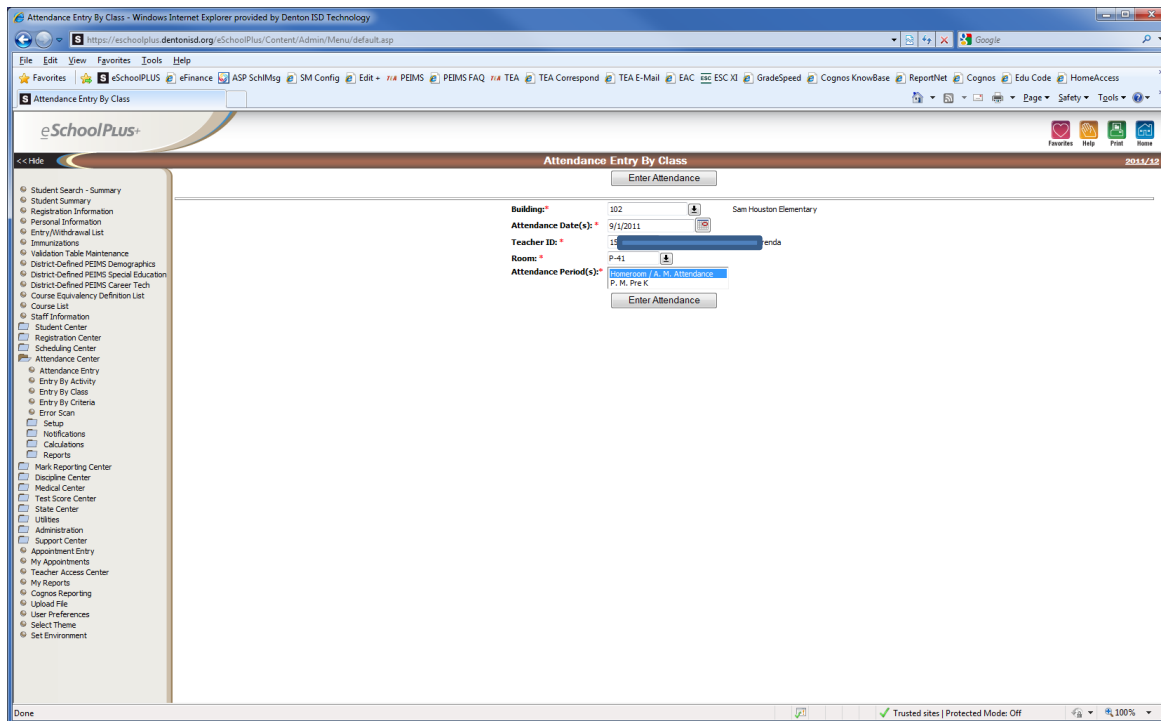 Attendance Entry By Class - Windows Internet Explorer provided by Denton ISD Technology
https://eschoolplus.dentonisd.org/eSchoolPlus/Content/Admin/Menu/default.asp
Google
File Edit View Favorites Tools Help
Favorites eSchoolPLUS eFinance ASP SchlMsg SM Config Edit + PEIMS PEIMS FAQ TEA TEA Correspond TEA E-Mail EAC ESC XI GradeSpeed Cognos KnowBase ReportNet Cognos Edu Code HomeAccess
Attendance Entry By Class
Page Safety Tools
eSchoolPLUS+
Favorites Help Print Home
<< Hide
Attendance Entry By Class
2011/12
Enter Attendance
Building:* 102 Sam Houston Elementary
Attendance Date(s): * 9/1/2011
Teacher ID: * 15 renda
Room: * P-41
Attendance Period(s):* Homeroom / A. M. Attendance
P. M. Pre K
Enter Attendance
Student Search - Summary
Student Summary
Registration Information
Personal Information
Entry/Withdrawal List
Immunizations
Validation Table Maintenance
District-Defined PEIMS Demographics
District-Defined PEIMS Special Education
District-Defined PEIMS Career Tech
Course Equivalency Definition List
Course List
Staff Information
Student Center
Registration Center
Scheduling Center
Attendance Center
Attendance Entry
Entry By Activity
Entry By Class
Entry By Criteria
Error Scan
Setup
Notifications
Calculations
Reports
Mark Reporting Center
Discipline Center
Medical Center
Test Score Center
State Center
Utilities
Administration
Support Center
Appointment Entry
My Appointments
Teacher Access Center
My Reports
Cognos Reporting
Upload File
User Preferences
Select Theme
Set Environment
Done
Trusted sites | Protected Mode: Off
100%